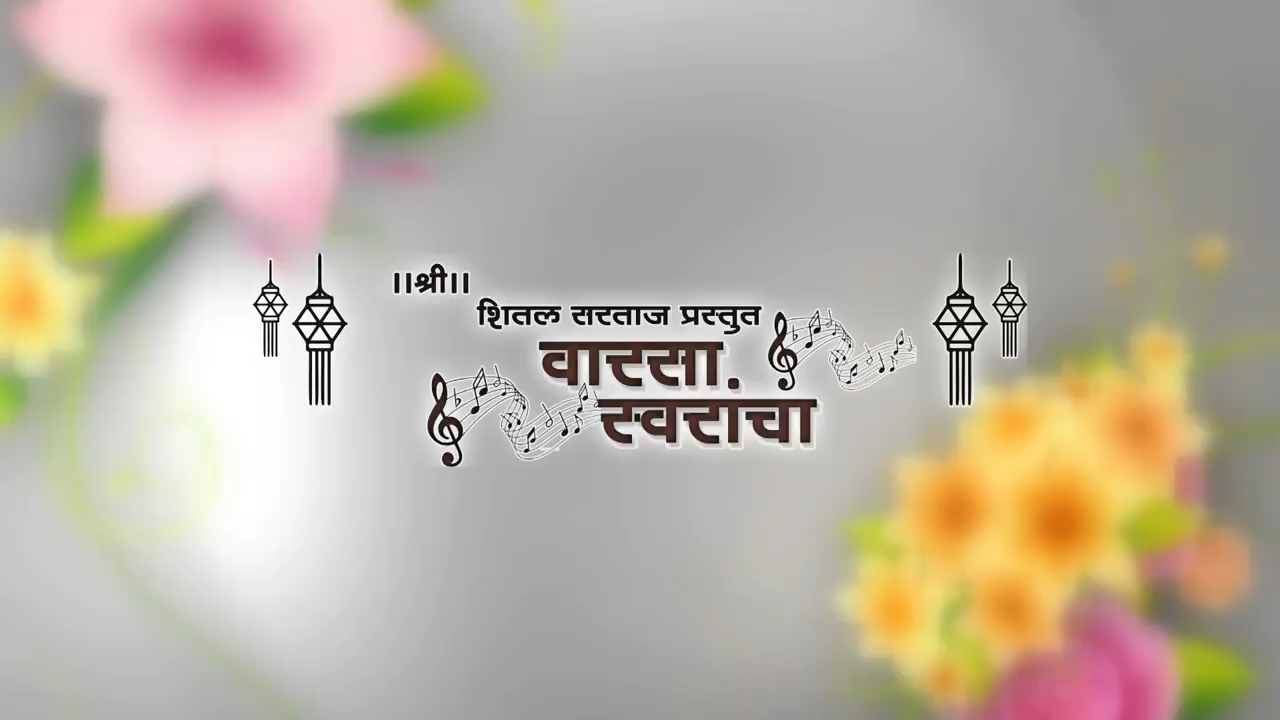 ।।श्री।।
शितल सरताज प्रस्तुत
वारसा
स्वरांचा